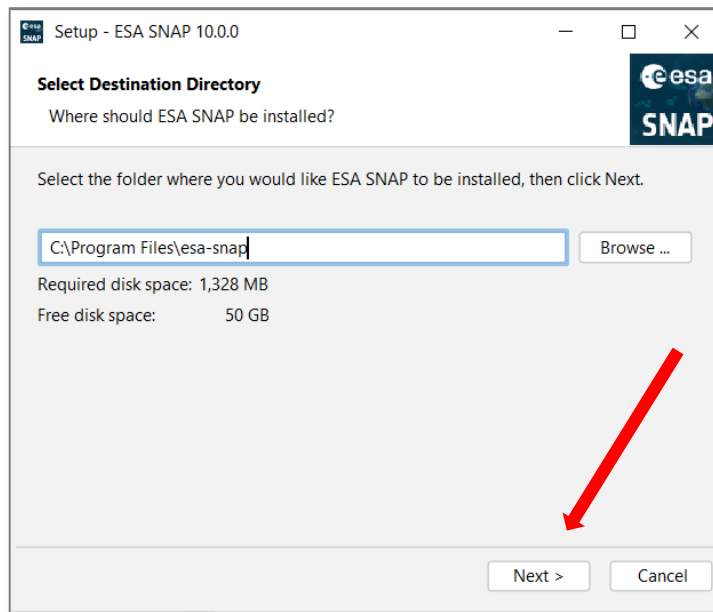 esa
SNAP
Setup - ESA SNAP 10.0.0
Select Destination Directory
Where should ESA SNAP be installed?
esa
SNAP
Select the folder where you would like ESA SNAP to be installed, then click Next.
C:\Program Files\esa-snap
Browse ...
Required disk space: 1,328 MB
Free disk space: 50 GB
Next >
Cancel